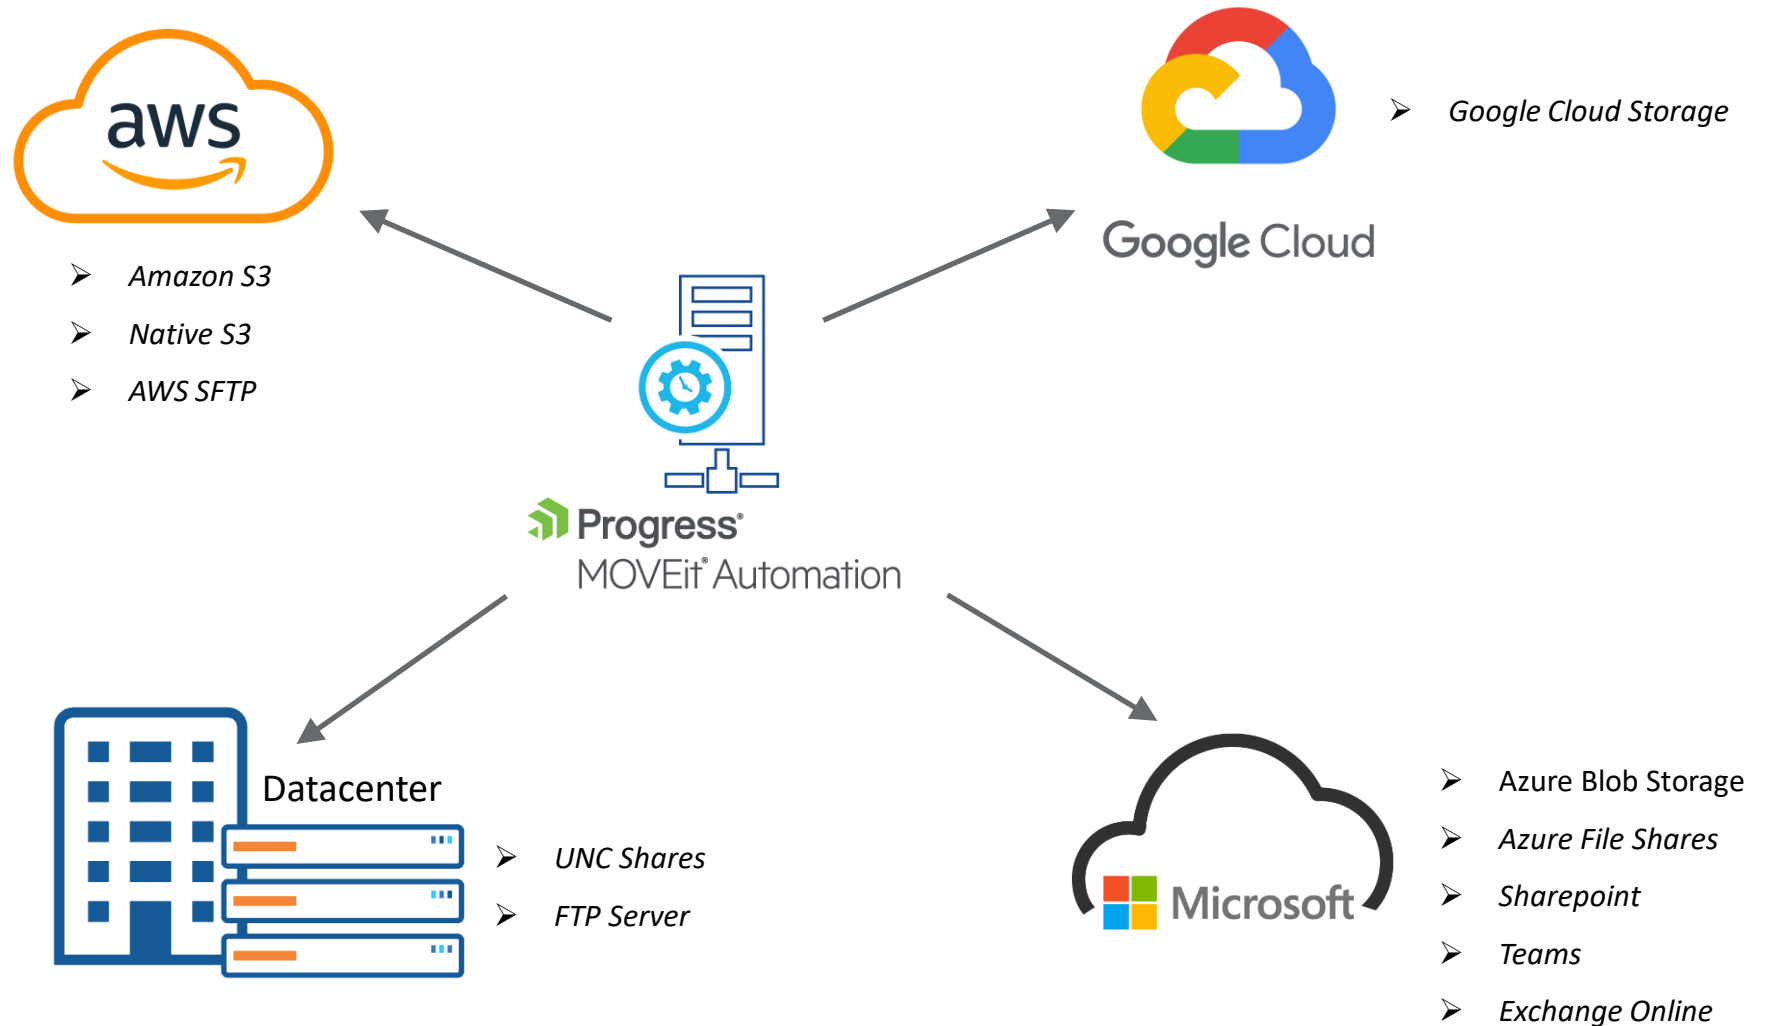 aws
Amazon S3
Native S3
AWS SFTP
Google Cloud
Google Cloud Storage
Progress®
MOVEit® Automation
Datacenter
UNC Shares
FTP Server
Microsoft
Azure Blob Storage
Azure File Shares
Sharepoint
Teams
Exchange Online